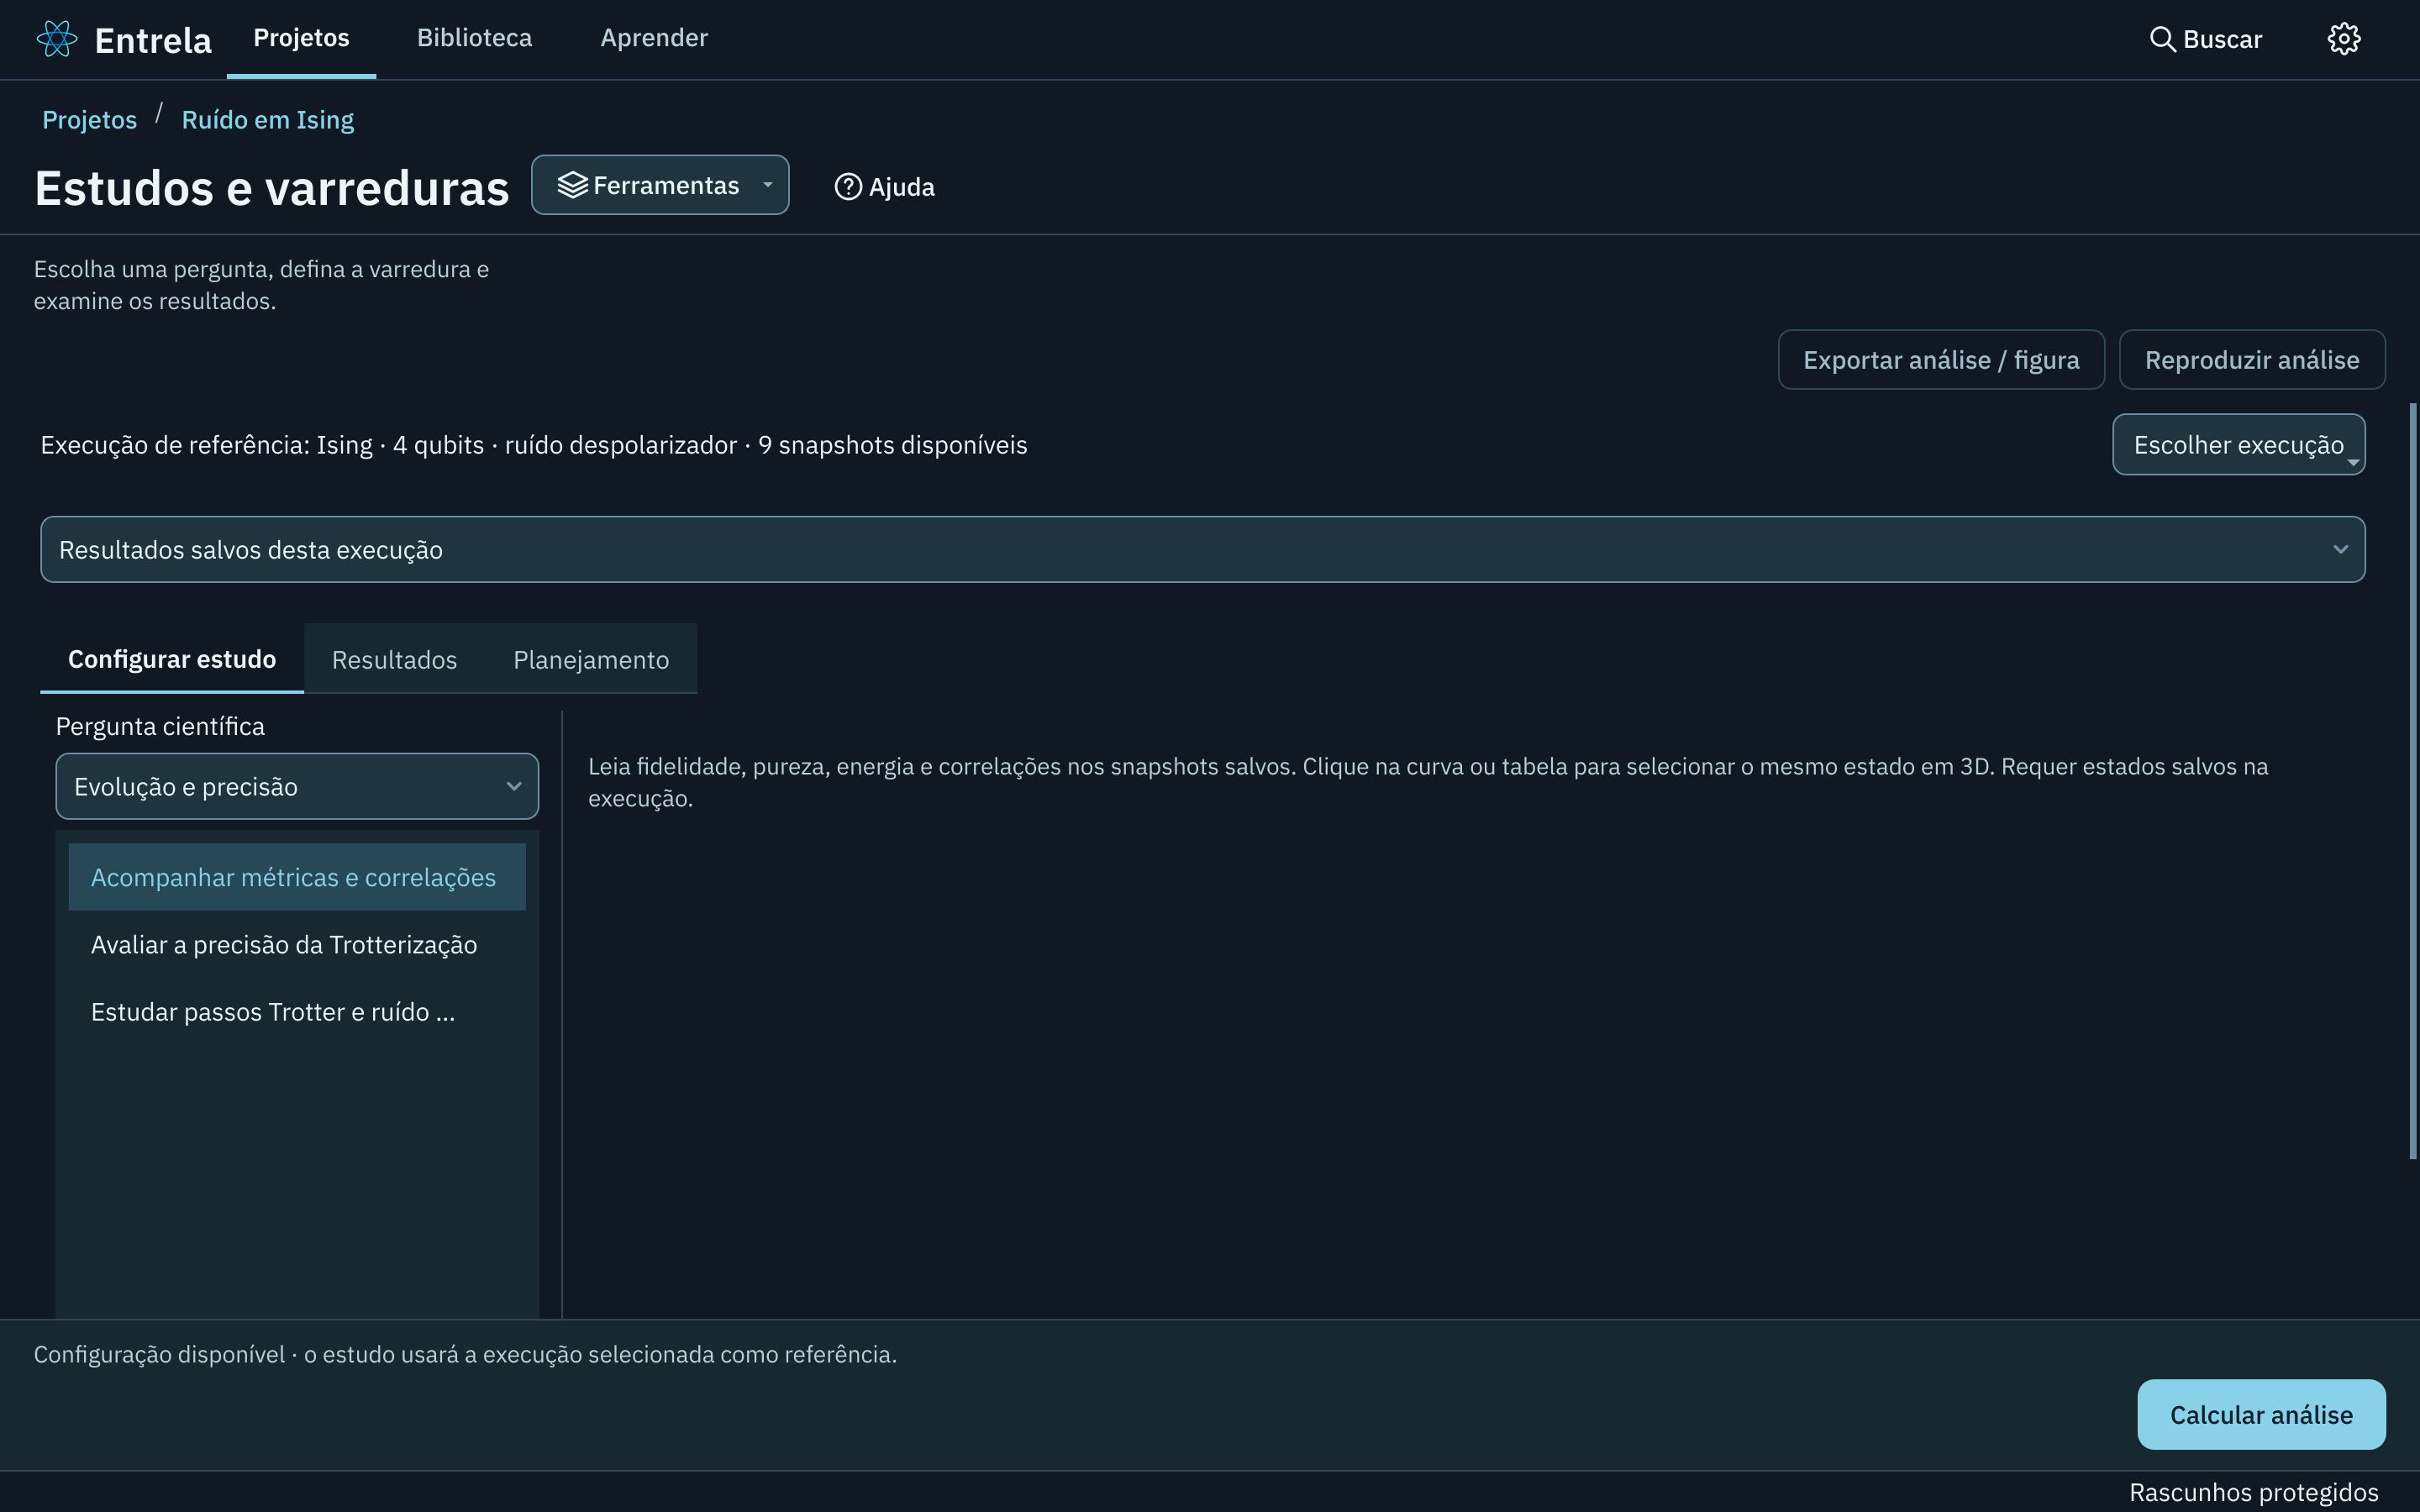 Entrela
Projetos
Biblioteca
Aprender
Buscar
Projetos / Ruído em Ising
Estudos e varreduras
Ferramentas
Ajuda
Escolha uma pergunta, defina a varredura e
examine os resultados.
Exportar análise / figura
Reproduzir análise
Execução de referência: Ising · 4 qubits · ruído despolarizador · 9 snapshots disponíveis
Escolher execução
Resultados salvos desta execução
Configurar estudo
Resultados
Planejamento
Pergunta científica
Evolução e precisão
Acompanhar métricas e correlações
Avaliar a precisão da Trotterização
Estudar passos Trotter e ruído ...
Leia fidelidade, pureza, energia e correlações nos snapshots salvos. Clique na curva ou tabela para selecionar o mesmo estado em 3D. Requer estados salvos na
execução.
Configuração disponível · o estudo usará a execução selecionada como referência.
Calcular análise
Rascunhos protegidos